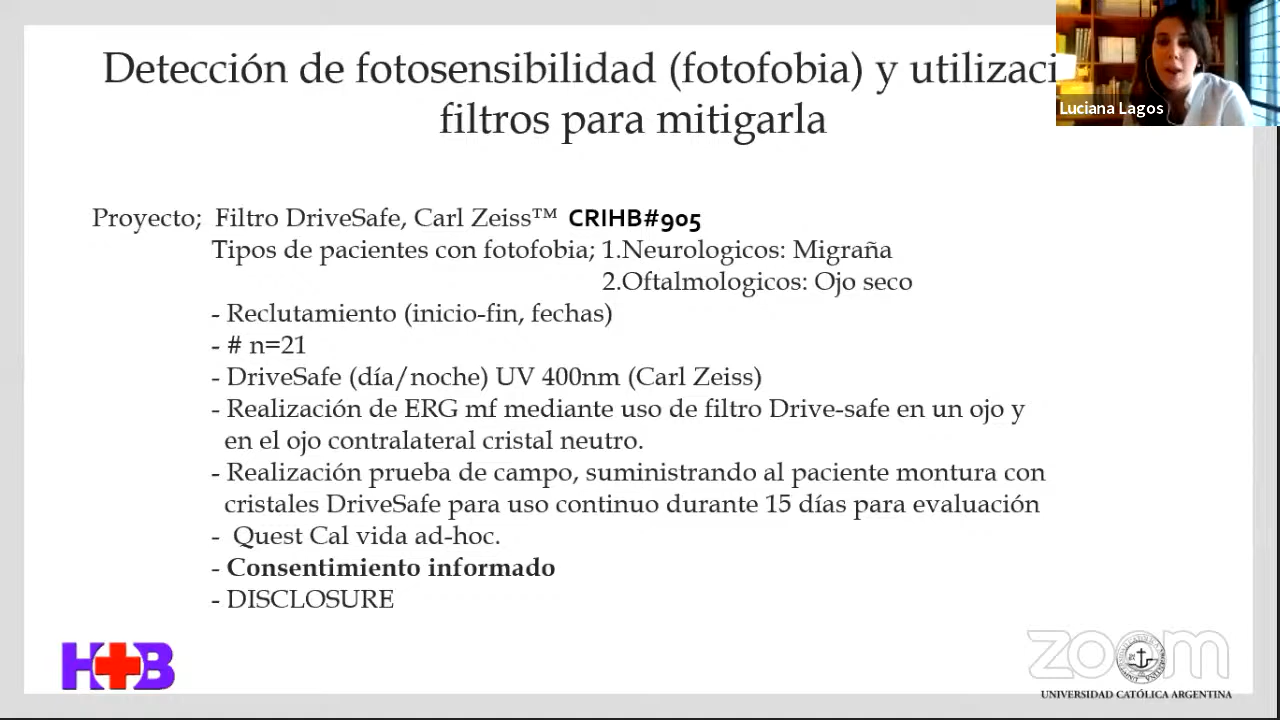 Detección de fotosensibilidad (fotofobia) y utilizaci
filtros para mitigarla
Luciana Lagos
Proyecto; Filtro DriveSafe, Carl Zeiss™ CRIHB#905
Tipos de pacientes con fotofobia; 1.Neurologicos: Migraña
2.Oftalmologicos: Ojo seco
- Reclutamiento (inicio-fin, fechas)
- # n=21
- DriveSafe (día/noche) UV 400nm (Carl Zeiss)
- Realización de ERG mf mediante uso de filtro Drive-safe en un ojo y
en el ojo contralateral cristal neutro.
- Realización prueba de campo, suministrando al paciente montura con
cristales DriveSafe para uso continuo durante 15 días para evaluación
- Quest Cal vida ad-hoc.
- Consentimiento informado
- DISCLOSURE
H+B
zoom
UNIVERSIDAD CATÓLICA ARGENTINA